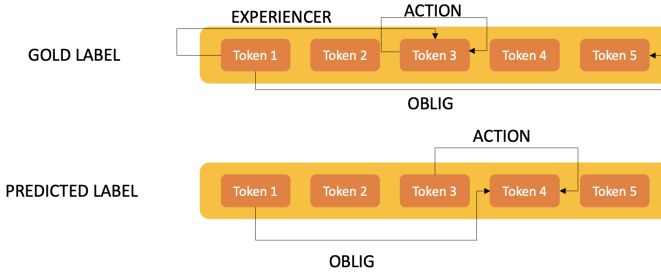 EXPERIENCER
ACTION
GOLD LABEL
Token 1 Token 2 Token 3 Token 4 Token 5
OBLIG
ACTION
PREDICTED LABEL
Token 1 Token 2 Token 3 Token 4 Token 5
OBLIG